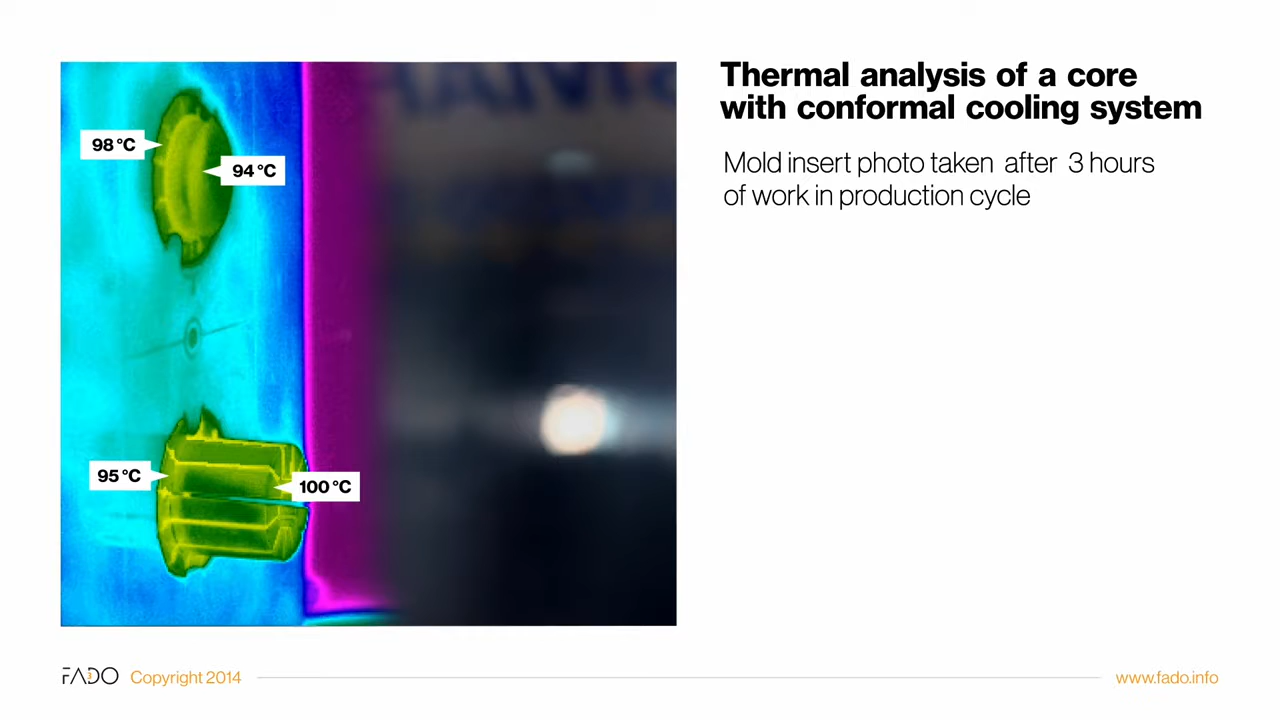 Thermal analysis of a core
with conformal cooling system
Mold insert photo taken after 3 hours
of work in production cycle
98 °C
94 °C
95 °C
100 °C
FADO Copyright 2014
www.fado.info